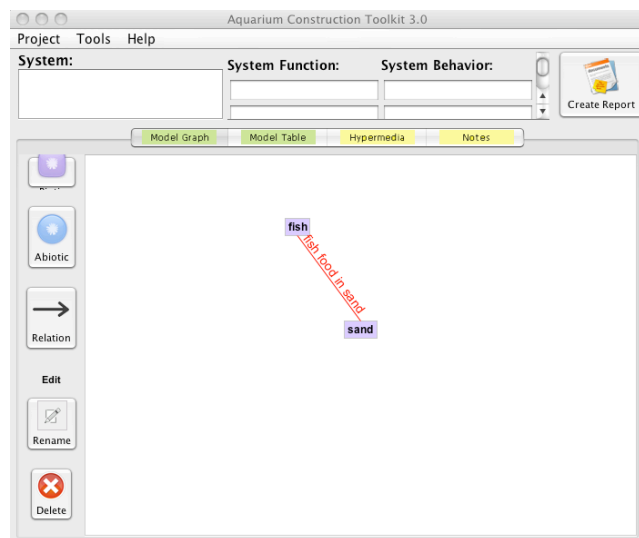 Aquarium Construction Toolkit 3.0
Project Tools Help
System:
System Function:
System Behavior:
Create Report
Model Graph
Model Table
Hypermedia
Notes
Abiotic
Relation
Edit
Rename
Delete
fish
fish food in sand
sand